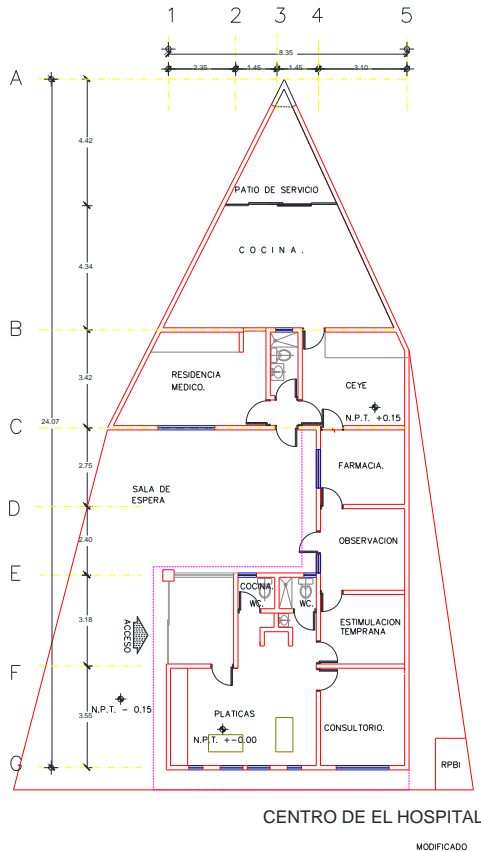 1 2 3 4 5
8.35
2.35 1.45 1.45 3.10
A
4.42
PATIO DE SERVICIO
4.34
COCINA.
B
3.42
RESIDENCIA
MEDICO.
CEYE
N.P.T. +0.15
24.07
C
2.75
FARMACIA.
SALA DE
ESPERA
D
2.40
OBSERVACION
E
COCINA.
WC.
WC.
3.18
ACCESO
ESTIMULACION
TEMPRANA
F
3.55
N.P.T. - 0.15
PLATICAS
N.P.T. +-0.00
CONSULTORIO.
G
RPBI
CENTRO DE EL HOSPITAL
MODIFICADO